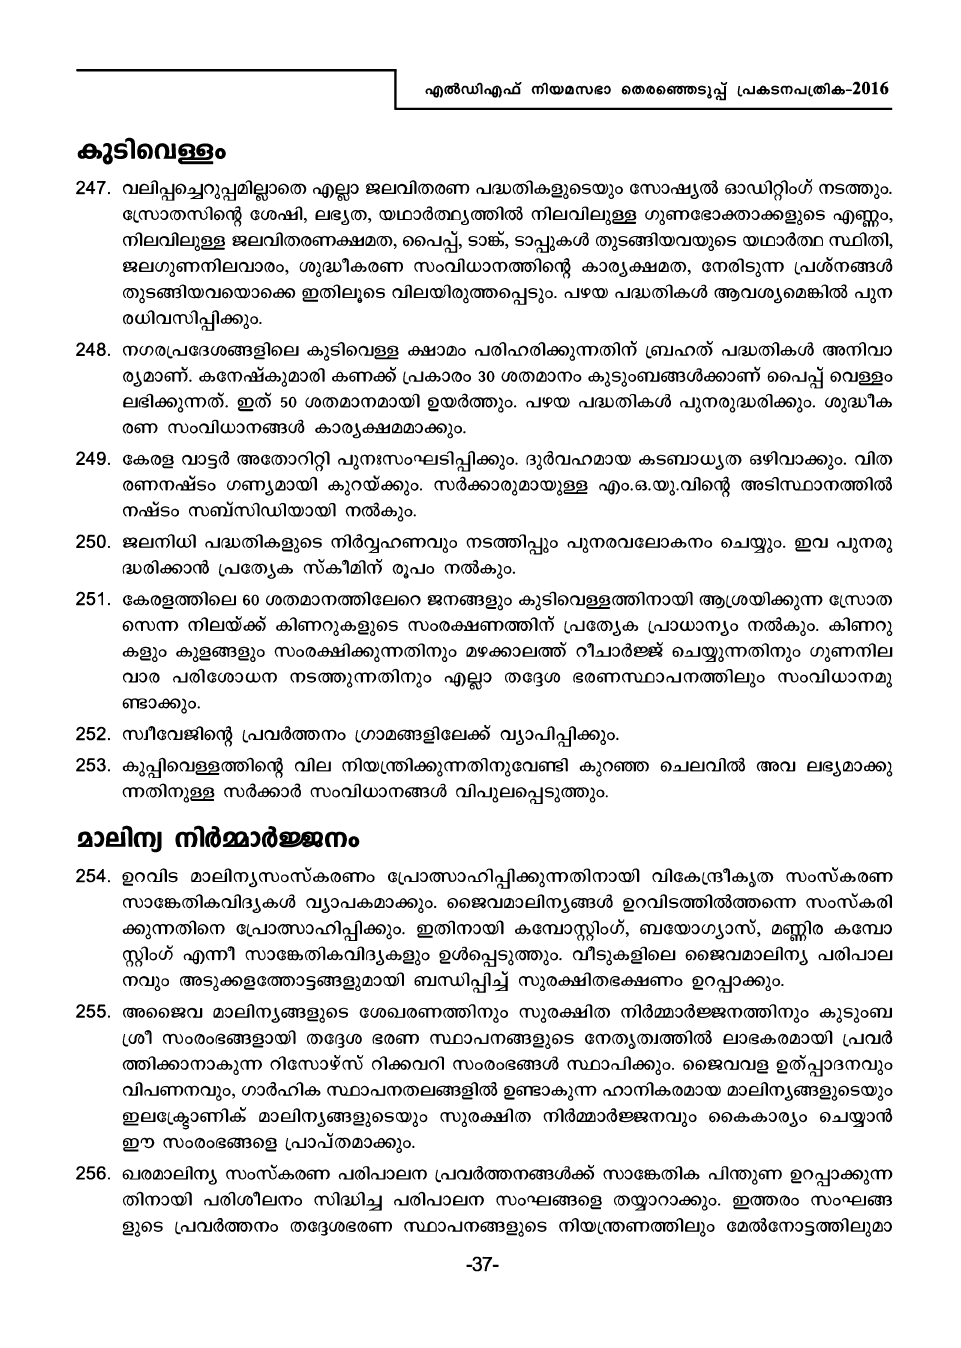 എൽഡിഎഫ് നിയമസഭാ തെരഞ്ഞെടുപ്പ് പ്രകടനപത്രിക-2016
കുടിവെള്ളം
247. വലിപ്പച്ചെറുപ്പമില്ലാതെ എല്ലാ ജലവിതരണ പദ്ധതികളുടെയും സോഷ്യൽ ഓഡിറ്റിംഗ് നടത്തും.
സ്രോതസിന്റെ ശേഷി, ലഭ്യത, യഥാർത്ഥ്യത്തിൽ നിലവിലുള്ള ഗുണഭോക്താക്കളുടെ എണ്ണം,
നിലവിലുള്ള ജലവിതരണക്ഷമത, പൈപ്പ്, ടാങ്ക്, ടാപ്പുകൾ തുടങ്ങിയവയുടെ യഥാർത്ഥ സ്ഥിതി,
ജലഗുണനിലവാരം, ശുദ്ധീകരണ സംവിധാനത്തിന്റെ കാര്യക്ഷമത, നേരിടുന്ന പ്രശ്നങ്ങൾ
തുടങ്ങിയവയൊക്കെ ഇതിലൂടെ വിലയിരുത്തപ്പെടും. പഴയ പദ്ധതികൾ ആവശ്യമെങ്കിൽ പുന
രധിവസിപ്പിക്കും.
248. നഗരപ്രദേശങ്ങളിലെ കുടിവെള്ള ക്ഷാമം പരിഹരിക്കുന്നതിന് ബ്രഹത് പദ്ധതികൾ അനിവാ
ര്യമാണ്. കനേഷ്കുമാരി കണക്ക് പ്രകാരം 30 ശതമാനം കുടുംബങ്ങൾക്കാണ് പൈപ്പ് വെള്ളം
ലഭിക്കുന്നത്. ഇത് 50 ശതമാനമായി ഉയർത്തും. പഴയ പദ്ധതികൾ പുനരുദ്ധരിക്കും. ശുദ്ധീക
രണ സംവിധാനങ്ങൾ കാര്യക്ഷമമാക്കും.
249. കേരള വാട്ടർ അതോറിറ്റി പുനഃസംഘടിപ്പിക്കും. ദുർവഹമായ കടബാധ്യത ഒഴിവാക്കും. വിത
രണനഷ്ടം ഗണ്യമായി കുറയ്ക്കും. സർക്കാരുമായുള്ള എം.ഒ.യു.വിന്റെ അടിസ്ഥാനത്തിൽ
നഷ്ടം സബ്സിഡിയായി നൽകും.
250. ജലനിധി പദ്ധതികളുടെ നിർവ്വഹണവും നടത്തിപ്പും പുനരവലോകനം ചെയ്യും. ഇവ പുനരു
ദ്ധരിക്കാൻ പ്രത്യേക സ്കീമിന് രൂപം നൽകും.
251. കേരളത്തിലെ 60 ശതമാനത്തിലേറെ ജനങ്ങളും കുടിവെള്ളത്തിനായി ആശ്രയിക്കുന്ന സ്രോത
സെന്ന നിലയ്ക്ക് കിണറുകളുടെ സംരക്ഷണത്തിന് പ്രത്യേക പ്രാധാന്യം നൽകും. കിണറു
കളും കുളങ്ങളും സംരക്ഷിക്കുന്നതിനും മഴക്കാലത്ത് റീചാർജ്ജ് ചെയ്യുന്നതിനും ഗുണനില
വാര പരിശോധന നടത്തുന്നതിനും എല്ലാ തദ്ദേശ ഭരണസ്ഥാപനത്തിലും സംവിധാനമു
ണ്ടാക്കും.
252. സ്വീവേജിന്റെ പ്രവർത്തനം ഗ്രാമങ്ങളിലേക്ക് വ്യാപിപ്പിക്കും.
253. കുപ്പിവെള്ളത്തിന്റെ വില നിയന്ത്രിക്കുന്നതിനുവേണ്ടി കുറഞ്ഞ ചെലവിൽ അവ ലഭ്യമാക്കു
ന്നതിനുള്ള സർക്കാർ സംവിധാനങ്ങൾ വിപുലപ്പെടുത്തും.
മാലിന്യ നിർമ്മാർജ്ജനം
254. ഉറവിട മാലിന്യസംസ്കരണം പ്രോത്സാഹിപ്പിക്കുന്നതിനായി വികേന്ദ്രീകൃത സംസ്കരണ
സാങ്കേതികവിദ്യകൾ വ്യാപകമാക്കും. ജൈവമാലിന്യങ്ങൾ ഉറവിടത്തിൽത്തന്നെ സംസ്കരി
ക്കുന്നതിനെ പ്രോത്സാഹിപ്പിക്കും. ഇതിനായി കമ്പോസ്റ്റിംഗ്, ബയോഗ്യാസ്, മണ്ണിര കമ്പോ
സ്റ്റിംഗ് എന്നീ സാങ്കേതികവിദ്യകളും ഉൾപ്പെടുത്തും. വീടുകളിലെ ജൈവമാലിന്യ പരിപാല
നവും അടുക്കളത്തോട്ടങ്ങളുമായി ബന്ധിപ്പിച്ച് സുരക്ഷിതഭക്ഷണം ഉറപ്പാക്കും.
255. അജൈവ മാലിന്യങ്ങളുടെ ശേഖരണത്തിനും സുരക്ഷിത നിർമ്മാർജ്ജനത്തിനും കുടുംബ
ശ്രീ സംരംഭങ്ങളായി തദ്ദേശ ഭരണ സ്ഥാപനങ്ങളുടെ നേതൃത്വത്തിൽ ലാഭകരമായി പ്രവർ
ത്തിക്കാനാകുന്ന റിസോഴ്സ് റിക്കവറി സംരംഭങ്ങൾ സ്ഥാപിക്കും. ജൈവവള ഉത്പ്പാദനവും
വിപണനവും, ഗാർഹിക സ്ഥാപനതലങ്ങളിൽ ഉണ്ടാകുന്ന ഹാനികരമായ മാലിന്യങ്ങളുടെയും
ഇലക്ട്രോണിക് മാലിന്യങ്ങളുടെയും സുരക്ഷിത നിർമ്മാർജ്ജനവും കൈകാര്യം ചെയ്യാൻ
ഈ സംരംഭങ്ങളെ പ്രാപ്തമാക്കും.
256. ഖരമാലിന്യ സംസ്കരണ പരിപാലന പ്രവർത്തനങ്ങൾക്ക് സാങ്കേതിക പിന്തുണ ഉറപ്പാക്കുന്ന
തിനായി പരിശീലനം സിദ്ധിച്ച പരിപാലന സംഘങ്ങളെ തയ്യാറാക്കും. ഇത്തരം സംഘങ്ങ
ളുടെ പ്രവർത്തനം തദ്ദേശഭരണ സ്ഥാപനങ്ങളുടെ നിയന്ത്രണത്തിലും മേൽനോട്ടത്തിലുമാ
-37-